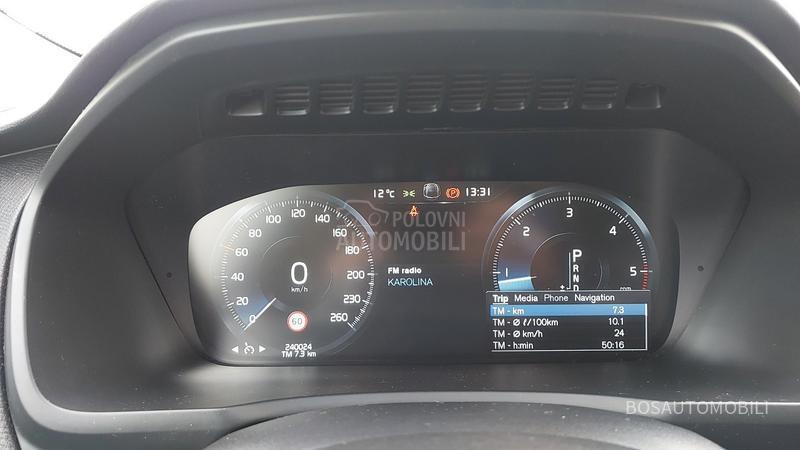 12°C 13:31
POLOVNI
AUTOMOBILI
0 20 40 60 80 100 120 140 160 180 200 220 260
0
km/h
60
240024
TM 7.3 km
FM radio
KAROLINA
1 2 3 4 5
P
R
N
D
+
Trip Media Phone Navigation
TM - km 7.3
TM - Ø ℓ/100km 10.1
TM - Ø km/h 24
TM - h:min 50:16
BOSAUTOMOBILI